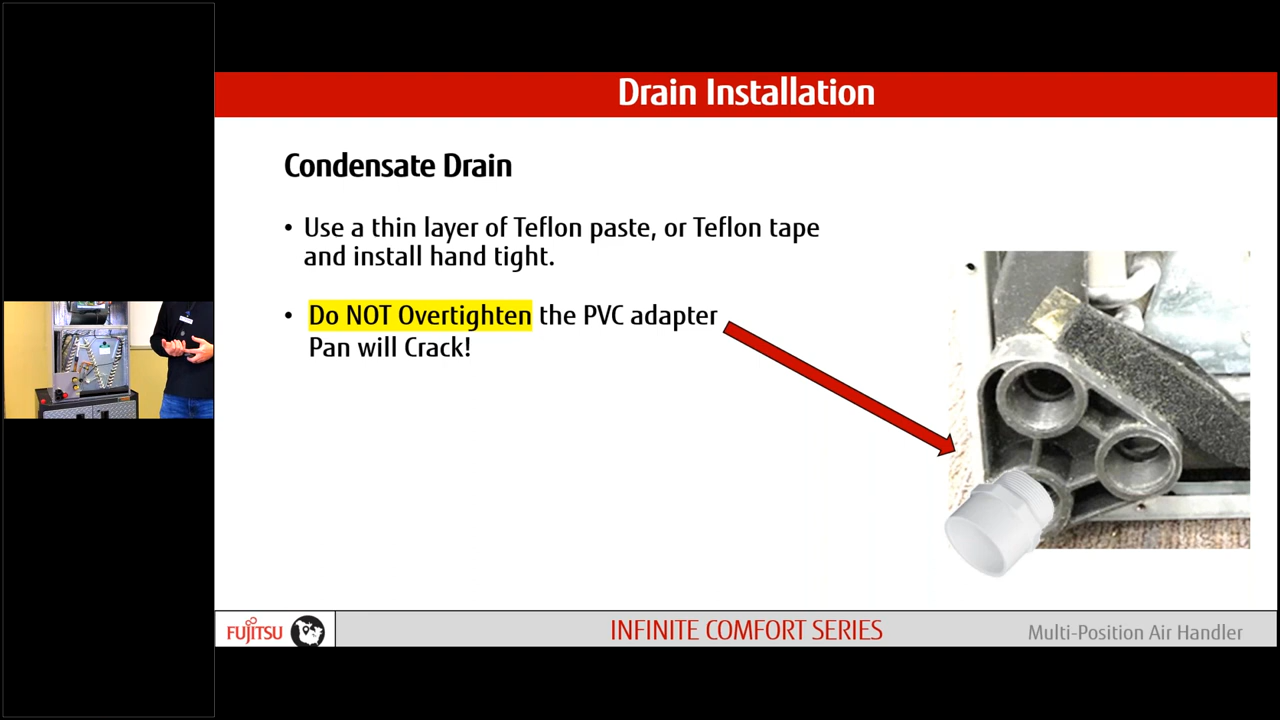 Drain Installation
Condensate Drain
• Use a thin layer of Teflon paste, or Teflon tape
and install hand tight.
• Do NOT Overtighten the PVC adapter
Pan will Crack!
FUJITSU
INFINITE COMFORT SERIES
Multi-Position Air Handler